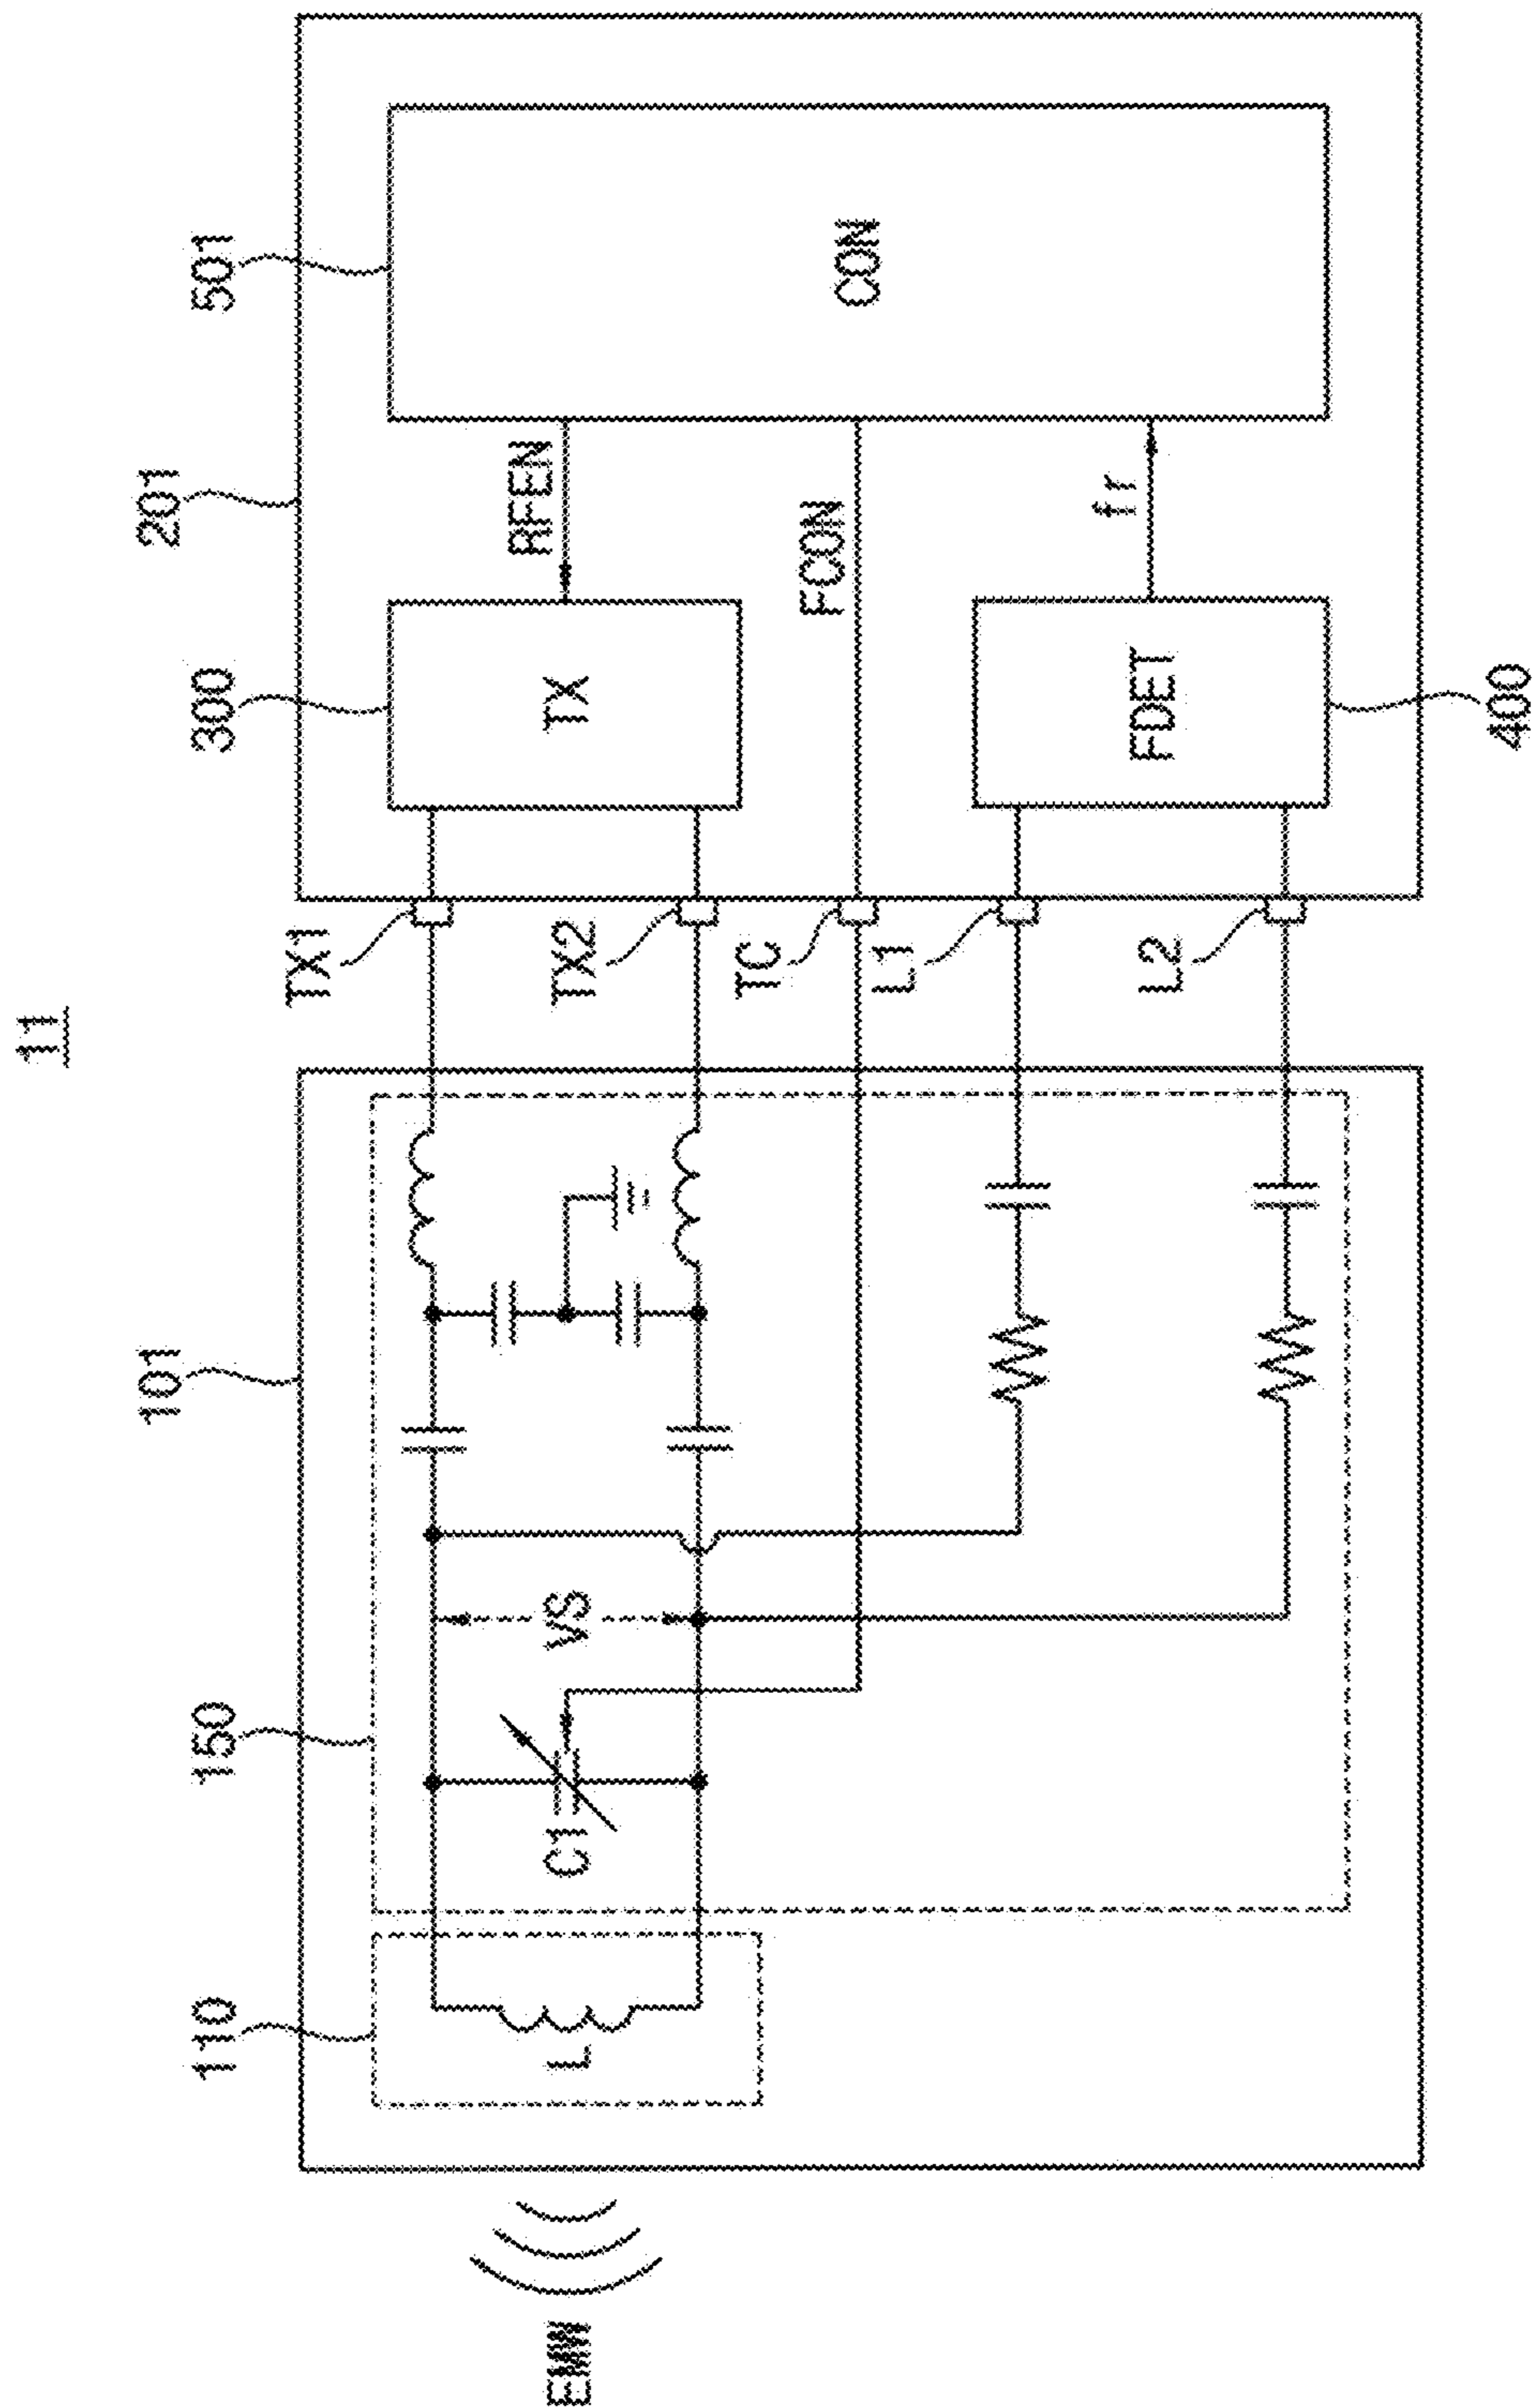 11
101
201
110
150
300
501
EMW
L
C1
VS
TX1
TX2
TC
L1
L2
TX
RFEN
FCON
CON
FDET
fr
400